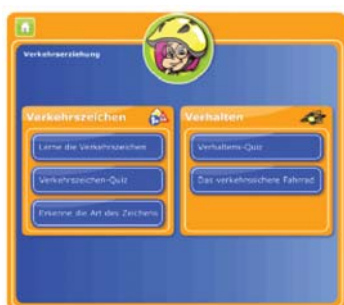 Verkehrserziehung
Verkehrszeichen
Lerne die Verkehrszeichen
Verkehrszeichen-Quiz
Erkenne die Art des Zeichens
Verhalten
Verhaltens-Quiz
Das verkehrssichere Fahrrad